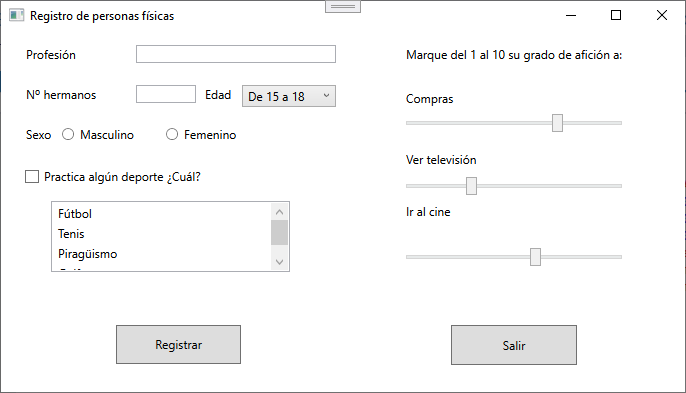 Registro de personas físicas
Profesión
Nº hermanos
Edad
De 15 a 18
Sexo
Masculino
Femenino
Practica algún deporte ¿Cuál?
Fútbol
Tenis
Piragüismo
Marque del 1 al 10 su grado de afición a:
Compras
Ver televisión
Ir al cine
Registrar
Salir